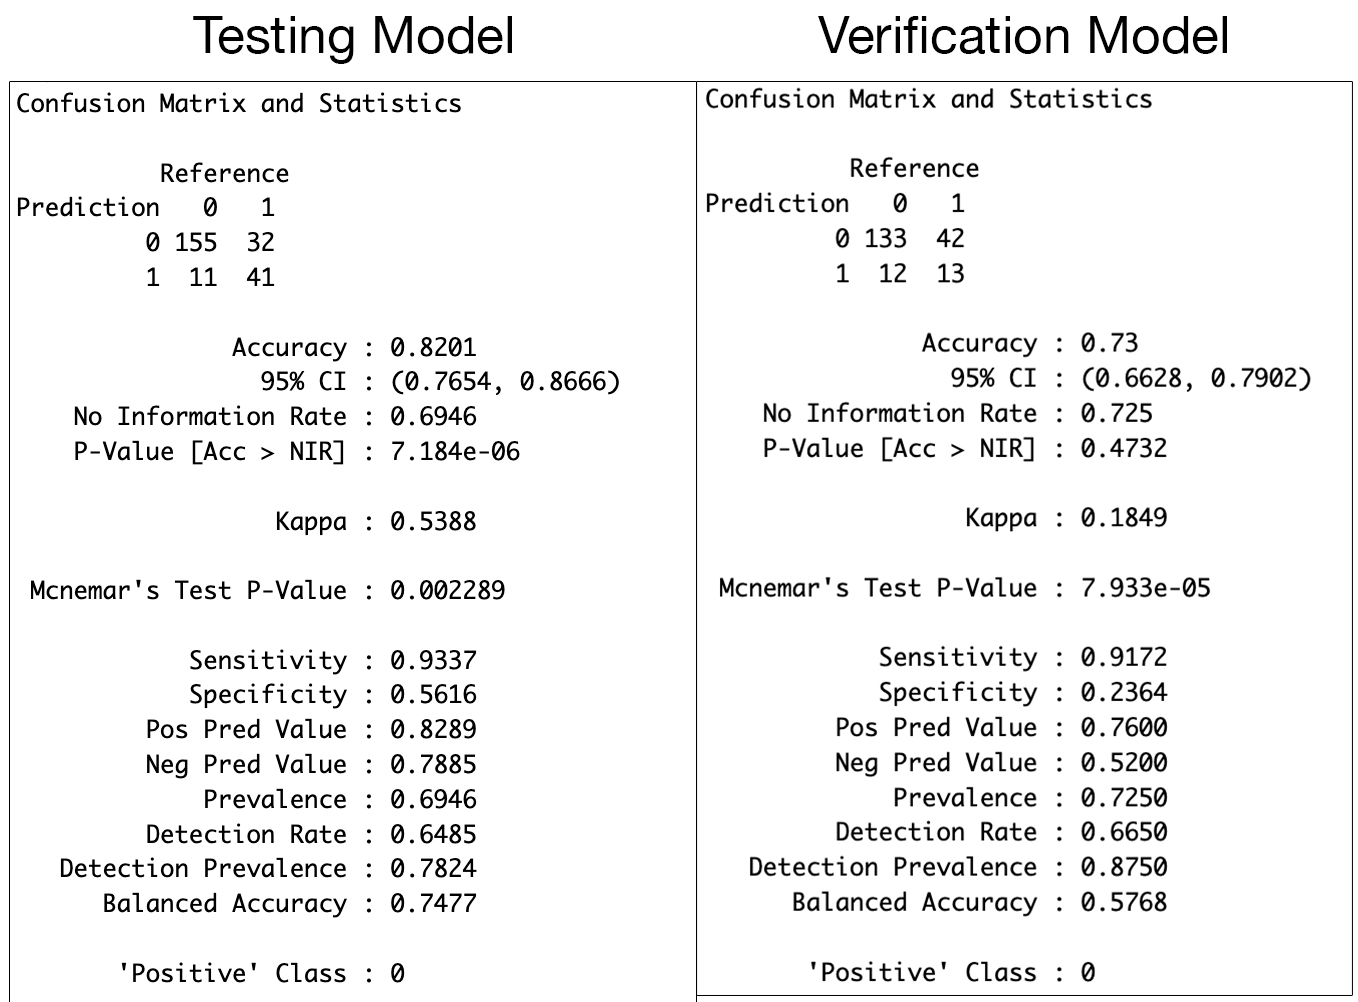 Testing Model
Confusion Matrix and Statistics
Reference
Prediction 0 1
0 155 32
1 11 41
Accuracy : 0.8201
95% CI : (0.7654, 0.8666)
No Information Rate : 0.6946
P-Value [Acc > NIR] : 7.184e-06
Kappa : 0.5388
Mcnemar's Test P-Value : 0.002289
Sensitivity : 0.9337
Specificity : 0.5616
Pos Pred Value : 0.8289
Neg Pred Value : 0.7885
Prevalence : 0.6946
Detection Rate : 0.6485
Detection Prevalence : 0.7824
Balanced Accuracy : 0.7477
'Positive' Class : 0
Verification Model
Confusion Matrix and Statistics
Reference
Prediction 0 1
0 133 42
1 12 13
Accuracy : 0.73
95% CI : (0.6628, 0.7902)
No Information Rate : 0.725
P-Value [Acc > NIR] : 0.4732
Kappa : 0.1849
Mcnemar's Test P-Value : 7.933e-05
Sensitivity : 0.9172
Specificity : 0.2364
Pos Pred Value : 0.7600
Neg Pred Value : 0.5200
Prevalence : 0.7250
Detection Rate : 0.6650
Detection Prevalence : 0.8750
Balanced Accuracy : 0.5768
'Positive' Class : 0